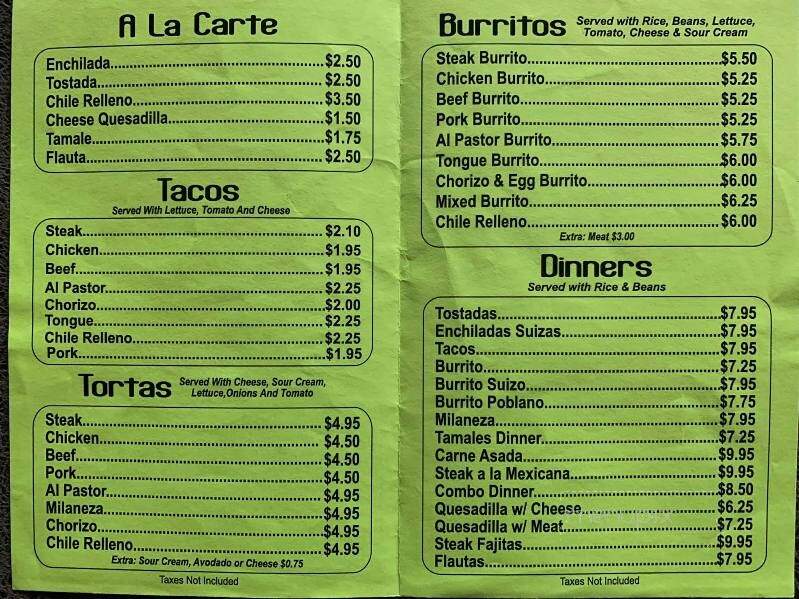 A La Carte
Enchilada..........$2.50
Tostada..........$2.50
Chile Relleno..........$3.50
Cheese Quesadilla..........$1.50
Tamale..........$1.75
Flauta..........$2.50
Tacos
Served With Lettuce, Tomato And Cheese
Steak..........$2.10
Chicken..........$1.95
Beef..........$1.95
Al Pastor..........$2.25
Chorizo..........$2.00
Tongue..........$2.25
Chile Relleno..........$2.25
Pork..........$1.95
Tortas Served With Cheese, Sour Cream,
Lettuce,Onions And Tomato
Steak..........$4.95
Chicken..........$4.50
Beef..........$4.50
Pork..........$4.50
Al Pastor..........$4.95
Milaneza..........$4.95
Chorizo..........$4.95
Chile Relleno..........$4.95
Extra: Sour Cream, Avodado or Cheese $0.75
Taxes Not Included
Burritos Served with Rice, Beans, Lettuce,
Tomato, Cheese & Sour Cream
Steak Burrito..........$5.50
Chicken Burrito..........$5.25
Beef Burrito..........$5.25
Pork Burrito..........$5.25
Al Pastor Burrito..........$5.75
Tongue Burrito..........$6.00
Chorizo & Egg Burrito..........$6.00
Mixed Burrito..........$6.25
Chile Relleno..........$6.00
Extra: Meat $3.00
Dinners
Served with Rice & Beans
Tostadas..........$7.95
Enchiladas Suizas..........$7.95
Tacos..........$7.95
Burrito..........$7.25
Burrito Suizo..........$7.95
Burrito Poblano..........$7.75
Milaneza..........$7.95
Tamales Dinner..........$7.25
Carne Asada..........$9.95
Steak a la Mexicana..........$9.95
Combo Dinner..........$8.50
Quesadilla w/ Cheese..........$6.25
Quesadilla w/ Meat..........$7.25
Steak Fajitas..........$9.95
Flautas..........$7.95
Taxes Not Included